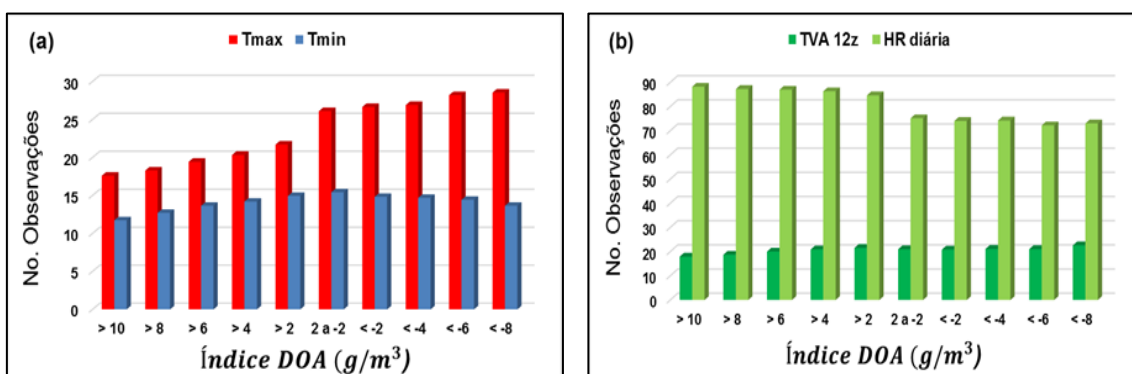 (a)
Tmax Tmin
30
25
20
15
10
5
0
No. Observações
> 10 > 8 > 6 > 4 > 2 2 a -2 < -2 < -4 < -6 < -8
Índice DOA (g/m³)
(b)
TVA 12z HR diária
90
80
70
60
50
40
30
20
10
0
No. Observações
> 10 > 8 > 6 > 4 > 2 2 a -2 < -2 < -4 < -6 < -8
Índice DOA (g/m³)